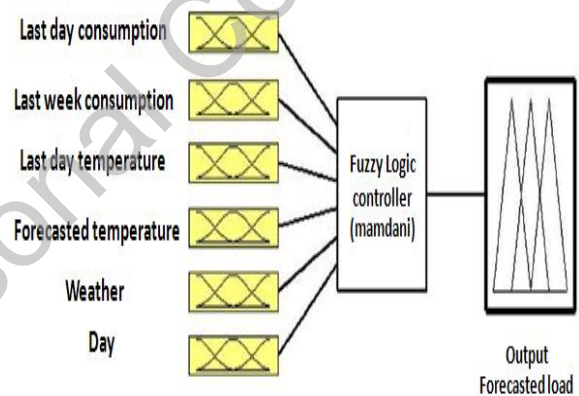 Last day consumption
Last week consumption
Last day temperature
Forecasted temperature
Weather
Day
Fuzzy Logic
controller
(mamdani)
Output
Forecasted load